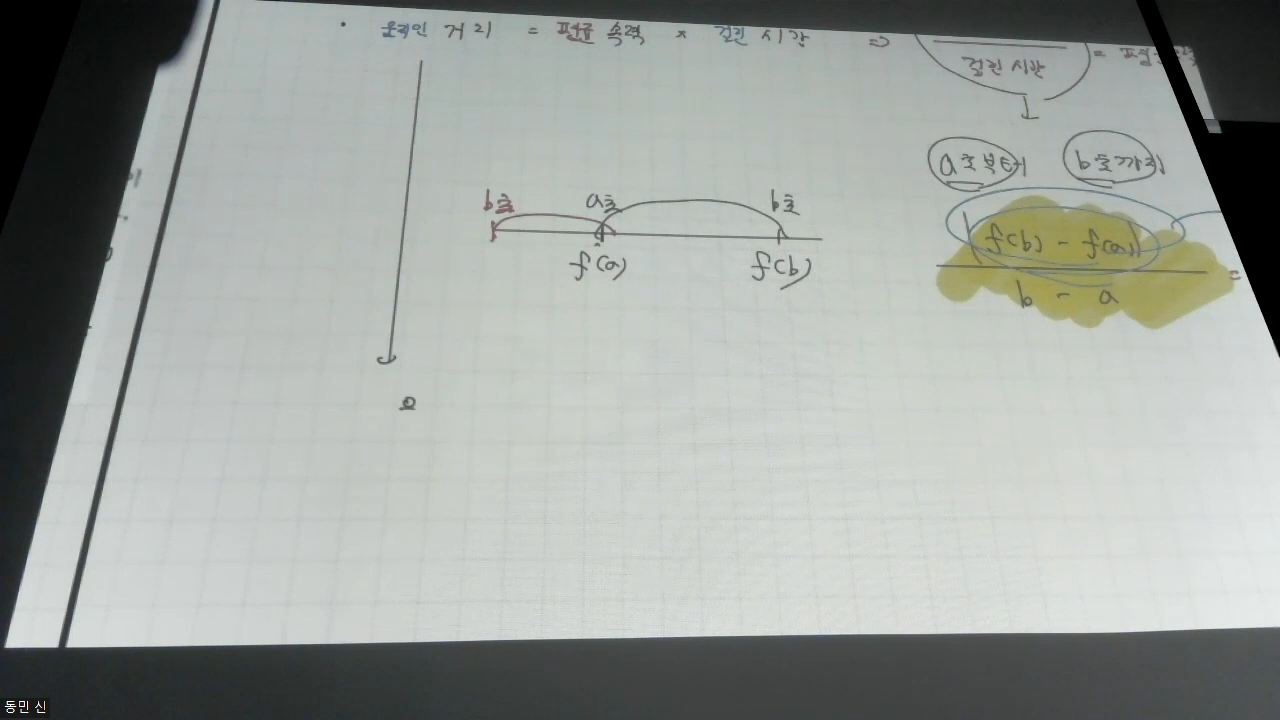 · 움직인 거리 = 평균 속력 × 걸린 시간 ⇒
걸린 시간 =
a초부터 b초까지
b초 a초 b초
f(a) f(b)
|f(b) - f(a)|
b - a
=
으
동민 신